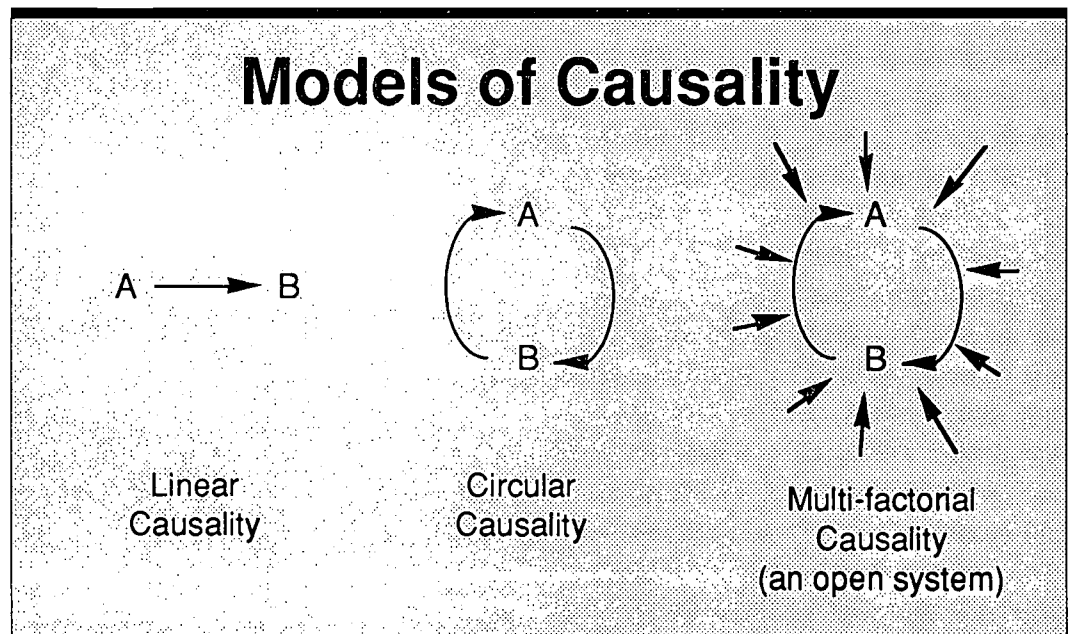 Models of Causality
A B
A
B
A
B
Linear
Causality
Circular
Causality
Multi-factorial
Causality
(an open system)